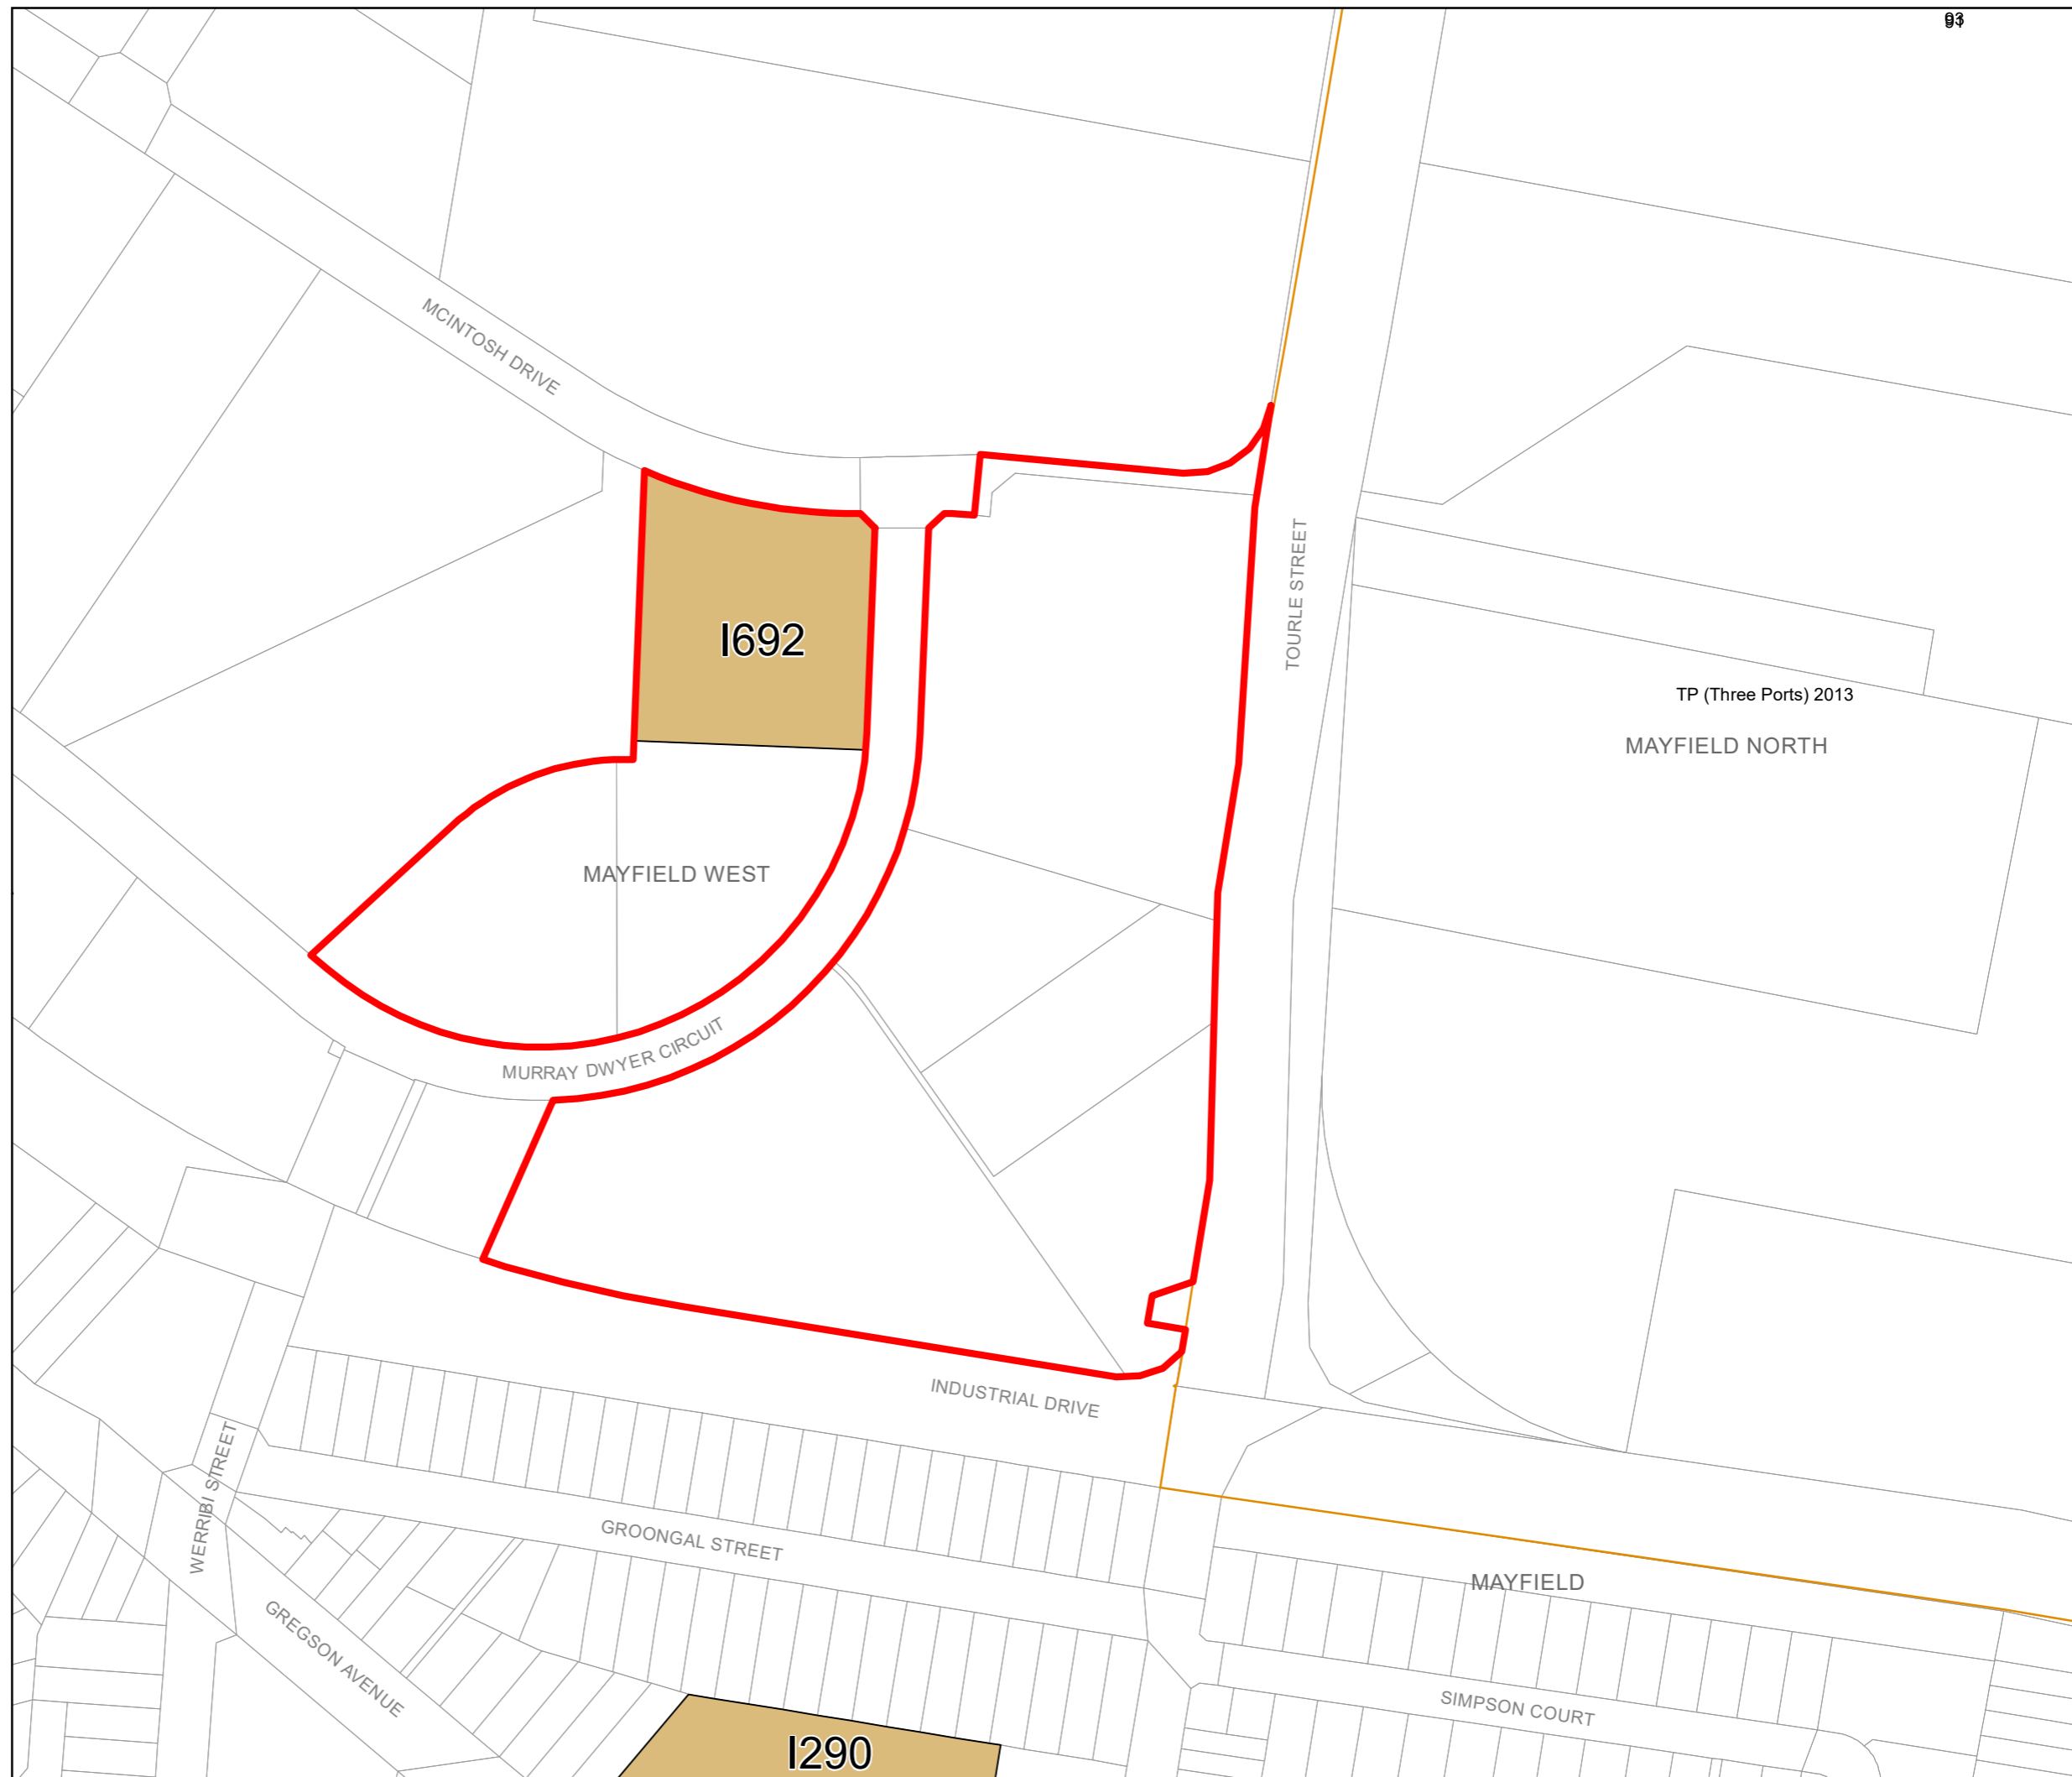 MCINTOSH DRIVE
I692
TOURLE STREET
TP (Three Ports) 2013
MAYFIELD NORTH
MAYFIELD WEST
MURRAY DWYER CIRCUIT
INDUSTRIAL DRIVE
WERRIBI STREET
GROONGAL STREET
MAYFIELD
GREGSON AVENUE
SIMPSON COURT
I290